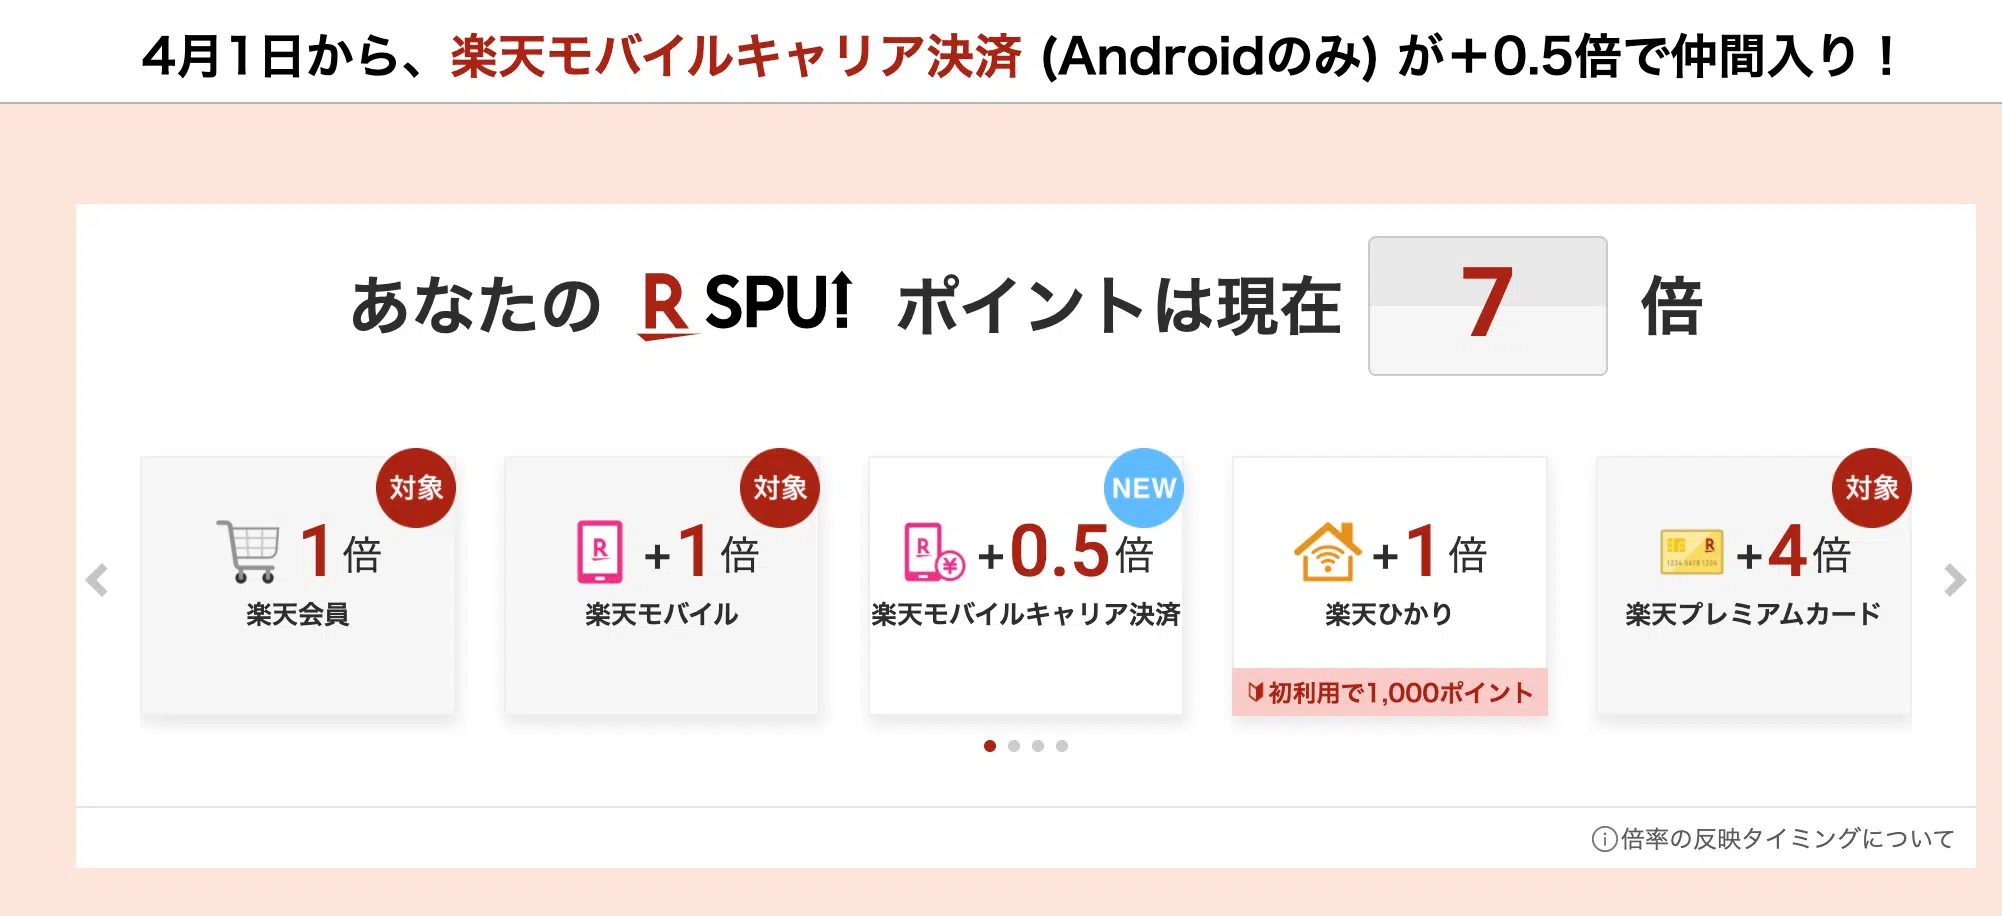 4月1日から、楽天モバイルキャリア決済 (Androidのみ) が＋0.5倍で仲間入り！
あなたの R SPU! ポイントは現在 7 倍
対象
1倍
楽天会員
対象
R
+1倍
楽天モバイル
NEW
R ¥
+0.5倍
楽天モバイルキャリア決済
+1倍
楽天ひかり
初利用で1,000ポイント
対象
R
1234 5678 1234
+4倍
楽天プレミアムカード
倍率の反映タイミングについて